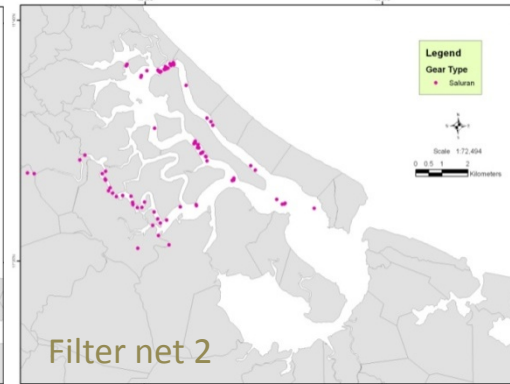 Legend
Gear Type
Saluran
Scale 1:72,494
0 0.5 1 2
Kilometers
Filter net 2